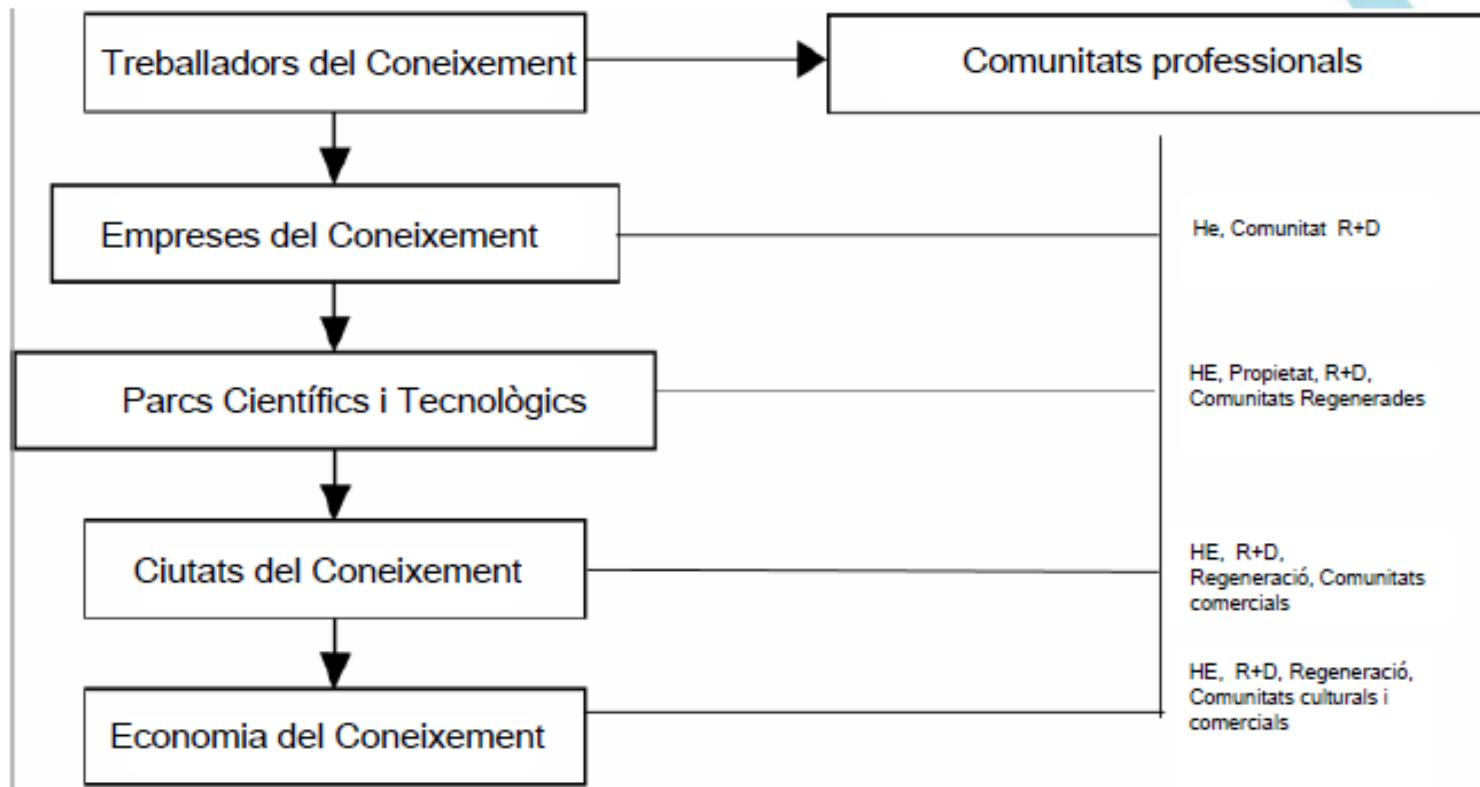 Treballadors del Coneixement
Comunitats professionals
Empreses del Coneixement
He, Comunitat R+D
Parcs Científics i Tecnològics
HE, Propietat, R+D,
Comunitats Regenerades
Ciutats del Coneixement
HE, R+D,
Regeneració, Comunitats
comercials
Economia del Coneixement
HE, R+D, Regeneració,
Comunitats culturals i
comercials